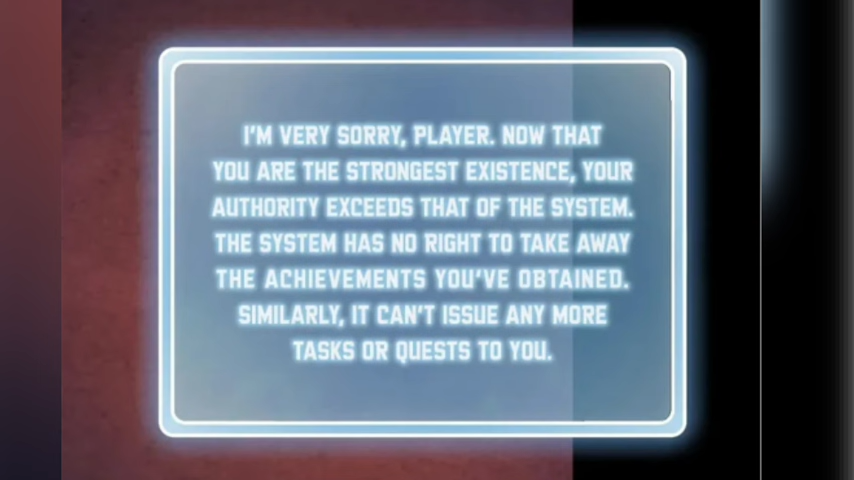 I'M VERY SORRY, PLAYER. NOW THAT
YOU ARE THE STRONGEST EXISTENCE, YOUR
AUTHORITY EXCEEDS THAT OF THE SYSTEM.
THE SYSTEM HAS NO RIGHT TO TAKE AWAY
THE ACHIEVEMENTS YOU'VE OBTAINED.
SIMILARLY, IT CAN'T ISSUE ANY MORE
TASKS OR QUESTS TO YOU.